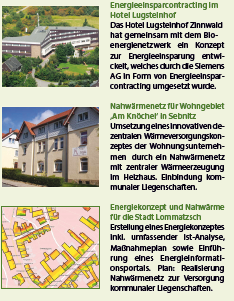 Energieeinsparcontracting im
Hotel Lugsteinhof
Das Hotel Lugsteinhof Zinnwald
hat gemeinsam mit dem Bio-
energienetzwerk ein Konzept
zur Energieeinsparung entwi-
ckelt, welches durch die Siemens
AG in Form von Energieeinspar-
contracting umgesetzt wurde.
Nahwärmenetz für Wohngebiet
‚Am Knöchel' in Sebnitz
Umsetzung eines innovativen de-
zentralen Wärmeversorgungskon-
zeptes der Wohnungsunterneh-
men durch ein Nahwärmenetz
mit zentraler Wärmeerzeugung
im Heizhaus. Einbindung kom-
munaler Liegenschaften.
Energiekonzept und Nahwärme
für die Stadt Lommatzsch
Erstellung eines Energiekonzeptes
inkl. umfassender Ist-Analyse,
Maßnahmeplan sowie Einfüh-
rung eines Energieinformati-
onsportals. Plan: Realisierung
Nahwärmenetz zur Versorgung
kommunaler Liegenschaften.